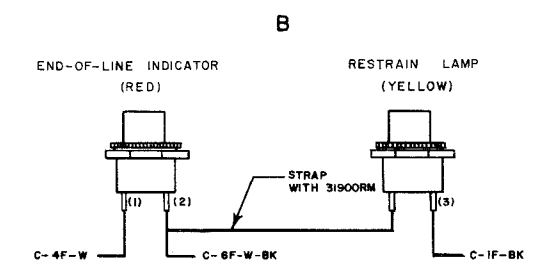 B
END-OF-LINE INDICATOR
(RED)
RESTRAIN LAMP
(YELLOW)
STRAP
WITH 31900RM
(1)
(2)
(3)
C-4F-W
C-6F-W-BK
C-1F-BK